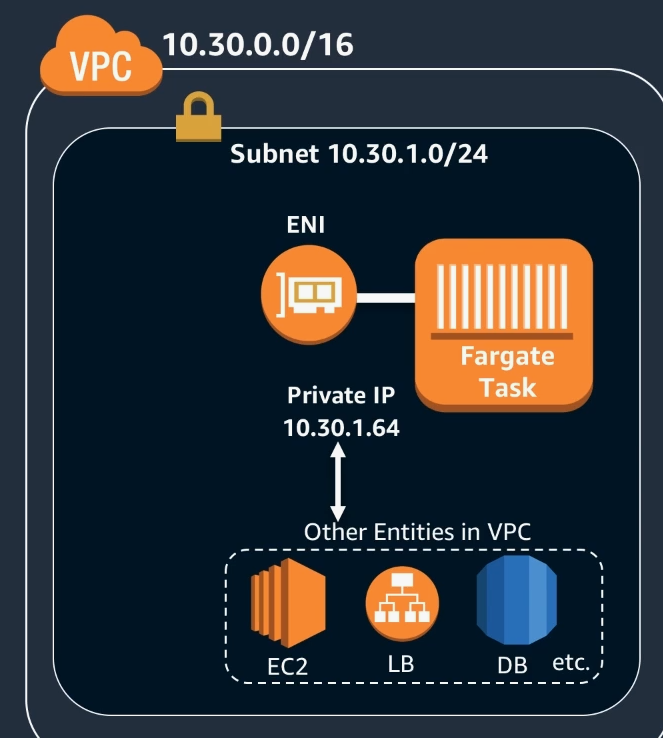 VPC
10.30.0.0/16
Subnet 10.30.1.0/24
ENI
Fargate
Task
Private IP
10.30.1.64
Other Entities in VPC
EC2
LB
DB
etc.